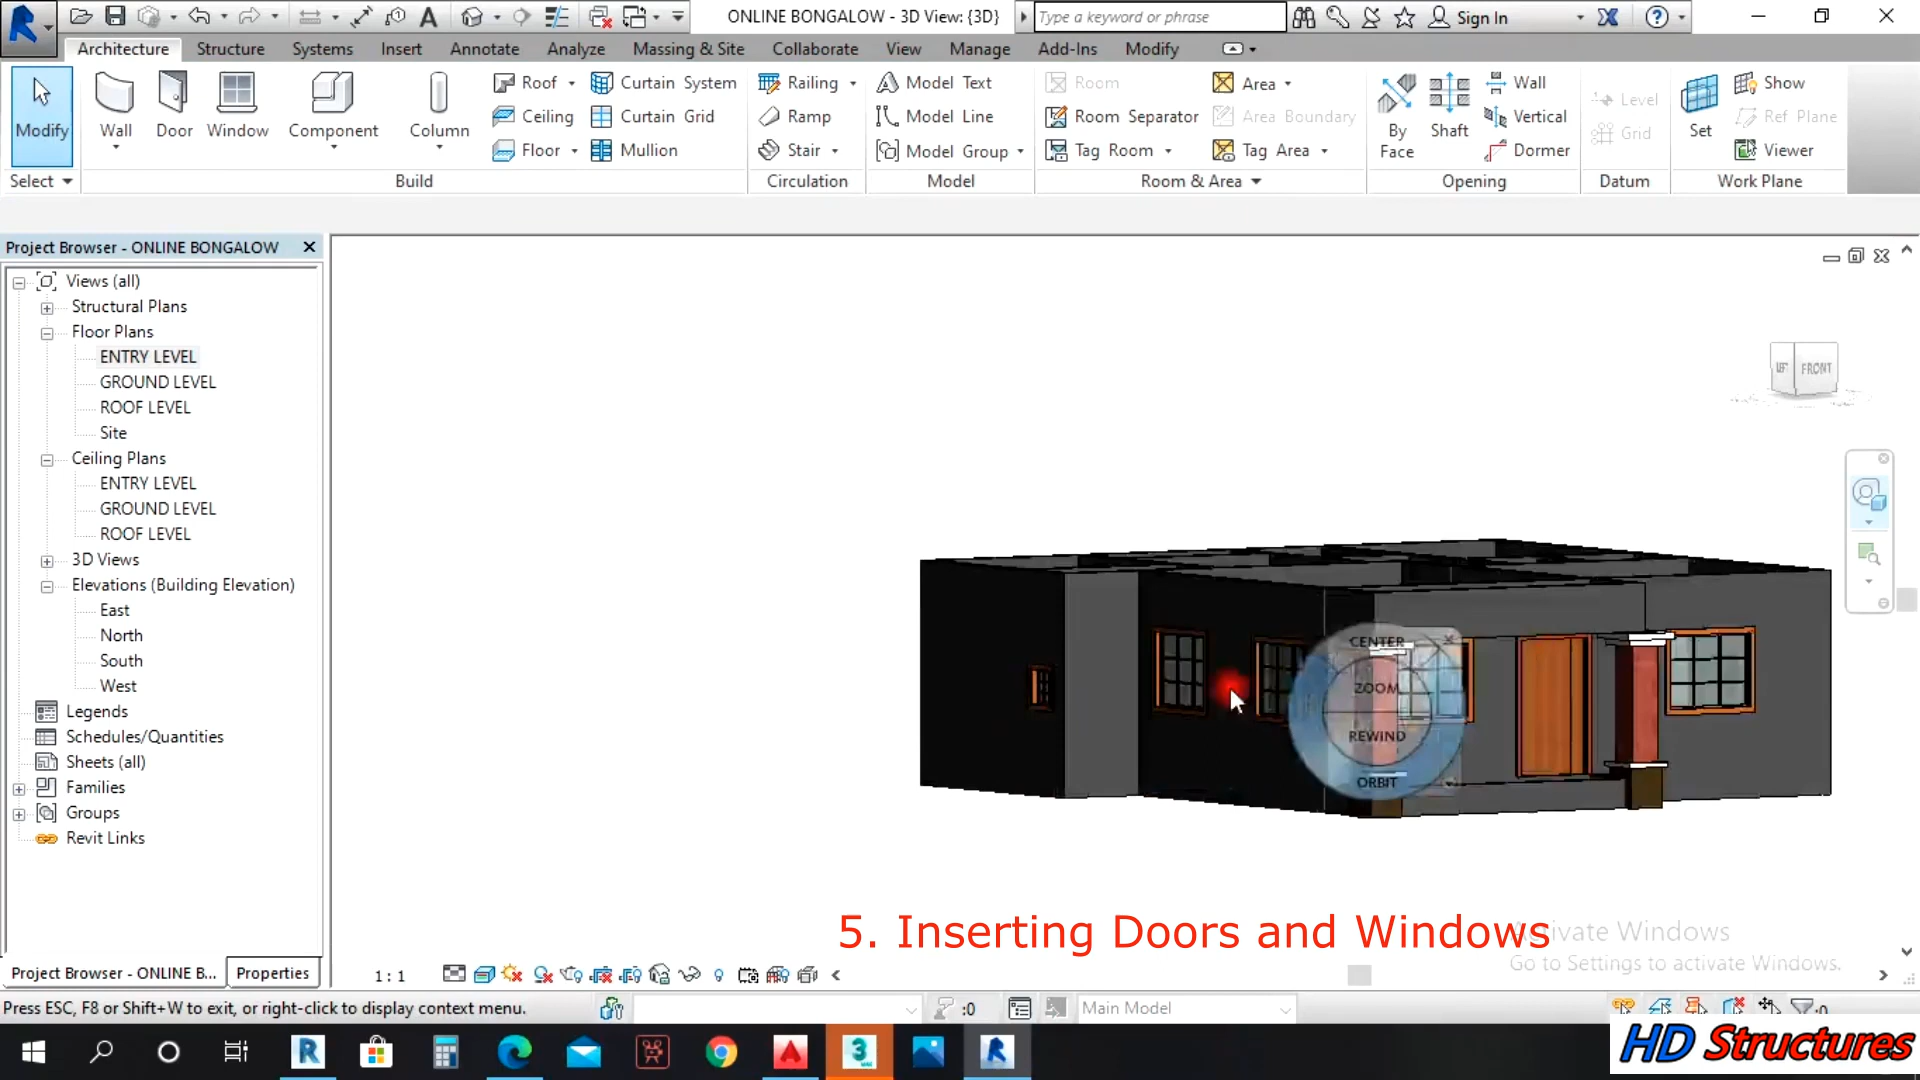 ONLINE BONGALOW - 3D View: {3D}
Type a keyword or phrase
Sign In
Architecture
Structure
Systems
Insert
Annotate
Analyze
Massing & Site
Collaborate
View
Manage
Add-Ins
Modify
Modify
Wall
Door
Window
Component
Column
Roof
Ceiling
Floor
Curtain System
Curtain Grid
Mullion
Railing
Ramp
Stair
Model Text
Model Line
Model Group
Room
Room Separator
Tag Room
Area
Area Boundary
Tag Area
By
Face
Shaft
Wall
Vertical
Dormer
Level
Grid
Set
Show
Ref Plane
Viewer
Select
Build
Circulation
Model
Room & Area
Opening
Datum
Work Plane
Project Browser - ONLINE BONGALOW
Views (all)
Structural Plans
Floor Plans
ENTRY LEVEL
GROUND LEVEL
ROOF LEVEL
Site
Ceiling Plans
ENTRY LEVEL
GROUND LEVEL
ROOF LEVEL
3D Views
Elevations (Building Elevation)
East
North
South
West
Legends
Schedules/Quantities
Sheets (all)
Families
Groups
Revit Links
FRONT
CENTER
ZOOM
REWIND
ORBIT
5. Inserting Doors and Windows
Activate Windows
Go to Settings to activate Windows.
Project Browser - ONLINE B...
Properties
1 : 1
Press ESC, F8 or Shift+W to exit, or right-click to display context menu.
:0
Main Model
:0
HD Structures